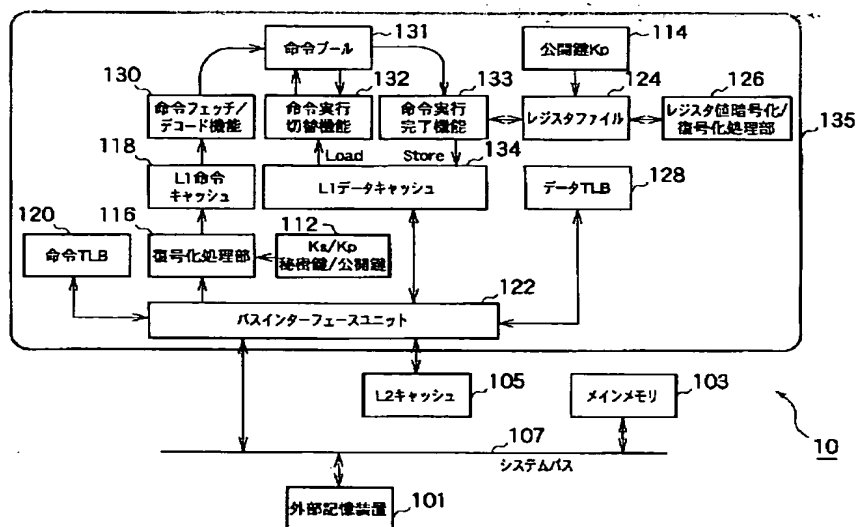 131
命令プール
公開鍵Kp
114
130
132
133
124
126
命令フェッチ/
デコード機能
命令実行
切替機能
命令実行
完了機能
レジスタファイル
レジスタ値暗号化/
復号化処理部
135
118
Load
Store
134
L1命令
キャッシュ
L1データキャッシュ
データTLB
128
120
116
112
命令TLB
復号化処理部
Ks/Kp
秘密鍵/公開鍵
122
バスインターフェースユニット
L2キャッシュ
105
メインメモリ
103
107
システムバス
10
外部記憶装置
101